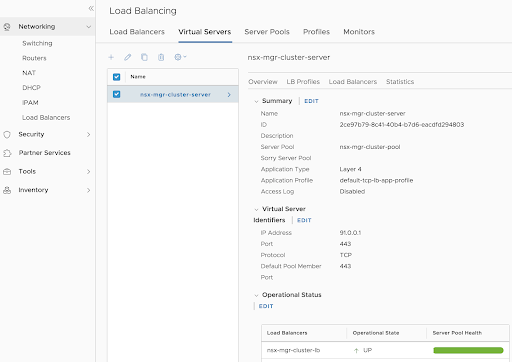 Load Balancing
Networking
Switching
Routers
NAT
DHCP
IPAM
Load Balancers
Security
Partner Services
Tools
Inventory
Load Balancers Virtual Servers Server Pools Profiles Monitors
Name
nsx-mgr-cluster-server
nsx-mgr-cluster-server
Overview LB Profiles Load Balancers Statistics
Summary | EDIT
Name nsx-mgr-cluster-server
ID 2ce97b79-8c41-40b4-b7d6-eacdfd294803
Description
Server Pool nsx-mgr-cluster-pool
Sorry Server Pool
Application Type Layer 4
Application Profile default-tcp-lb-app-profile
Access Log Disabled
Virtual Server
Identifiers | EDIT
IP Address 91.0.0.1
Port 443
Protocol TCP
Default Pool Member 443
Port
Operational Status
| EDIT
Load Balancers Operational State Server Pool Health
nsx-mgr-cluster-lb UP